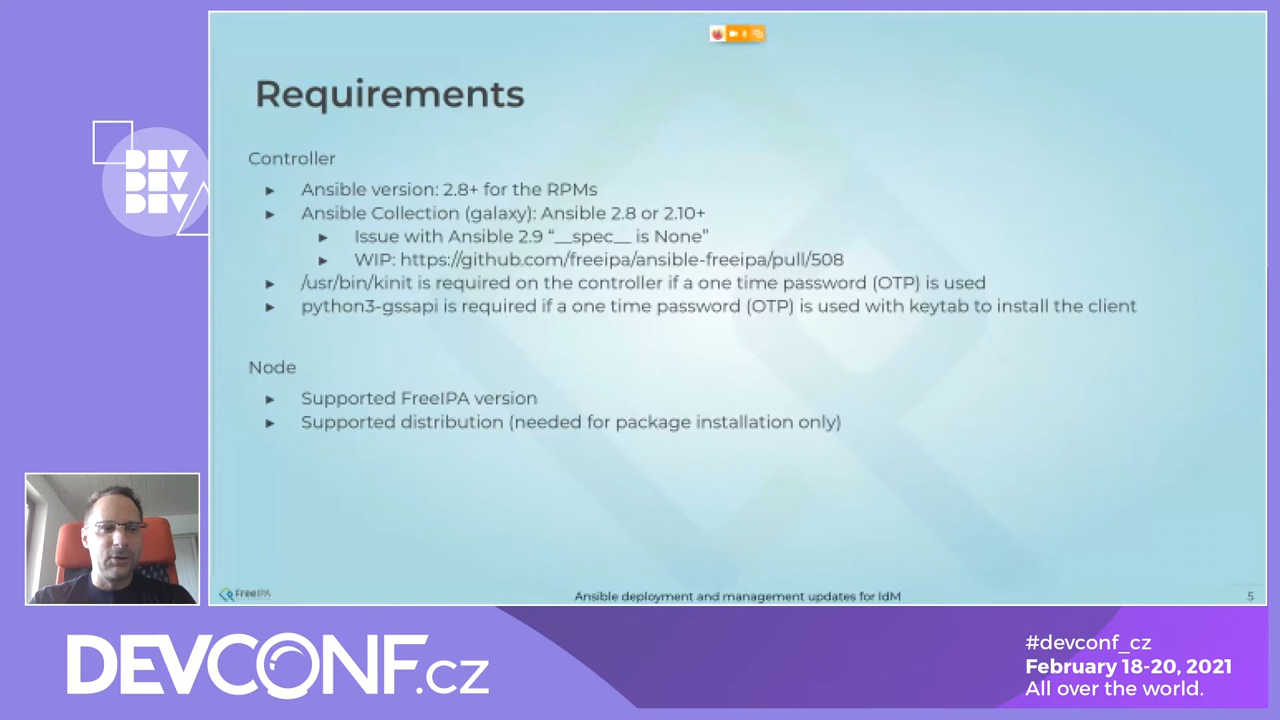 Requirements
Controller
► Ansible version: 2.8+ for the RPMs
► Ansible Collection (galaxy): Ansible 2.8 or 2.10+
► Issue with Ansible 2.9 “__spec__ is None”
► WIP: https://github.com/freeipa/ansible-freeipa/pull/508
► /usr/bin/kinit is required on the controller if a one time password (OTP) is used
► python3-gssapi is required if a one time password (OTP) is used with keytab to install the client
Node
► Supported FreeIPA version
► Supported distribution (needed for package installation only)
FreeIPA
Ansible deployment and management updates for IdM
5
DEV
DEV
DEV
DEVCONF.cz
#devconf_cz
February 18-20, 2021
All over the world.